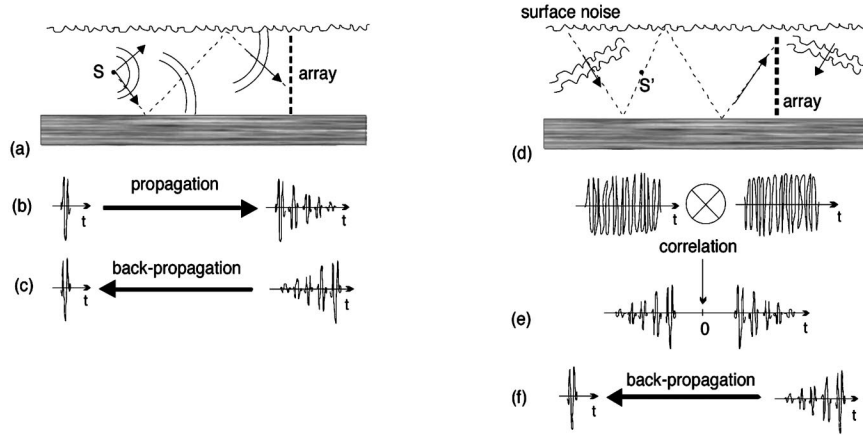 S
array
(a)
(b)
propagation
t
t
(c)
back-propagation
t
t
surface noise
S'
array
(d)
t
t
correlation
(e)
0
t
(f)
back-propagation
t
t